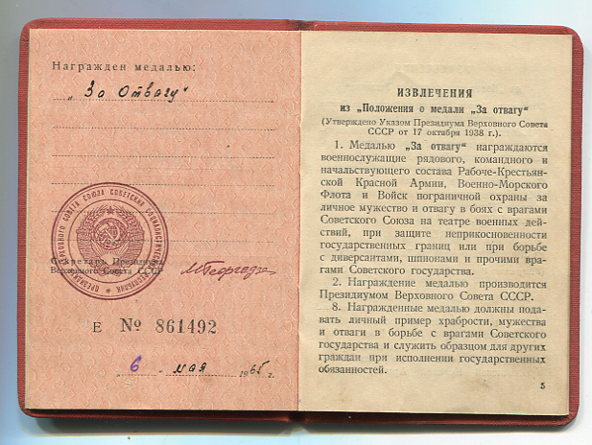 Награжден медалью:
„За Отвагу"
Секретарь Президиума
Верховного Совета СССР
М Георгадзе
Е № 861492
„ 6 " мая 1965 г.
ИЗВЛЕЧЕНИЯ
из „Положения о медали „За отвагу"
(Утверждено Указом Президиума Верховного Совета
СССР от 17 октября 1938 г.).
1. Медалью „За отвагу" награждаются
военнослужащие рядового, командного и
начальствующего состава Рабоче-Крестьян-
ской Красной Армии, Военно-Морского
Флота и Войск пограничной охраны за
личное мужество и отвагу в боях с врагами
Советского Союза на театре военных дей-
ствий, при защите неприкосновенности
государственных границ или при борьбе
с диверсантами, шпионами и прочими вра-
гами Советского государства.
2. Награждение медалью производится
Президиумом Верховного Совета СССР.
8. Награжденные медалью должны пода-
вать личный пример храбрости, мужества
и отваги в борьбе с врагами Советского
государства и служить образцом для других
граждан при исполнении государственных
обязанностей.
5